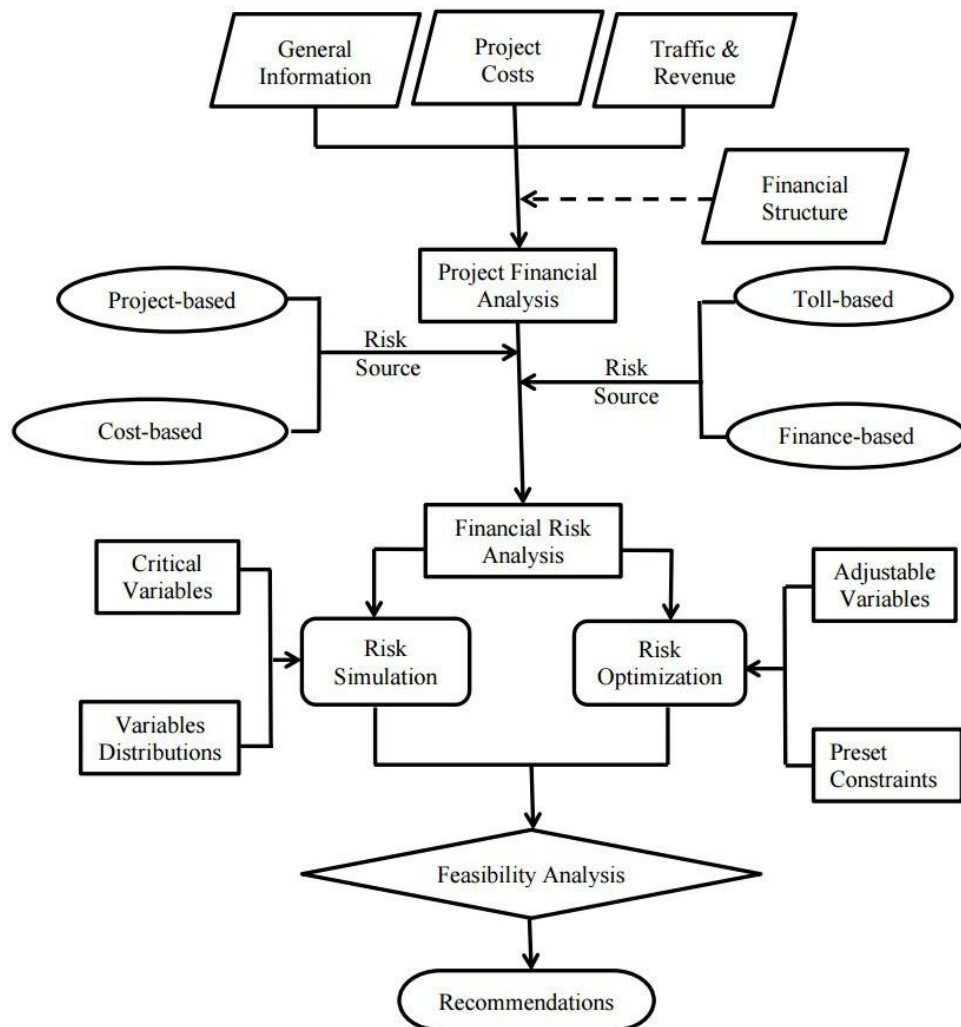 General
Information
Project
Costs
Traffic &
Revenue
Financial
Structure
Project Financial
Analysis
Project-based
Toll-based
Risk
Source
Risk
Source
Cost-based
Finance-based
Financial Risk
Analysis
Critical
Variables
Adjustable
Variables
Risk
Simulation
Risk
Optimization
Variables
Distributions
Preset
Constraints
Feasibility Analysis
Recommendations